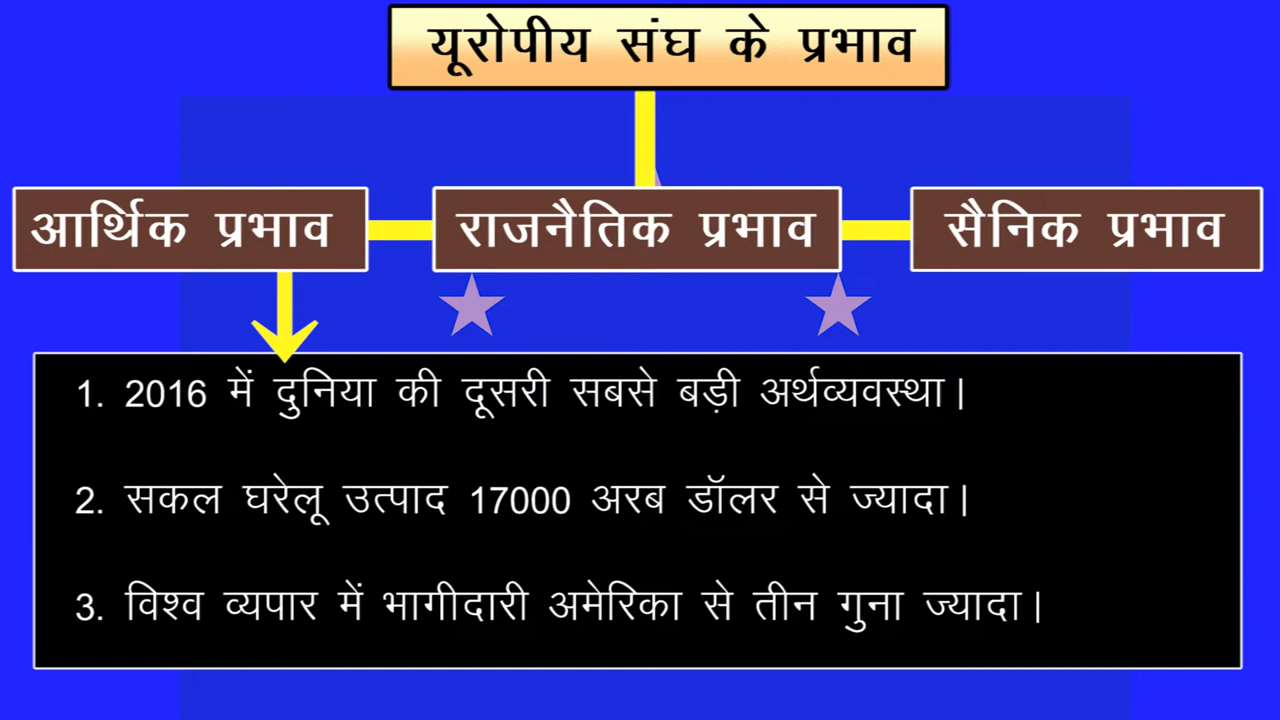 यूरोपीय संघ के प्रभाव
आर्थिक प्रभाव
राजनैतिक प्रभाव
सैनिक प्रभाव
1. 2016 में दुनिया की दूसरी सबसे बड़ी अर्थव्यवस्था|
2. सकल घरेलू उत्पाद 17000 अरब डॉलर से ज्यादा|
3. विश्व व्यपार में भागीदारी अमेरिका से तीन गुना ज्यादा|